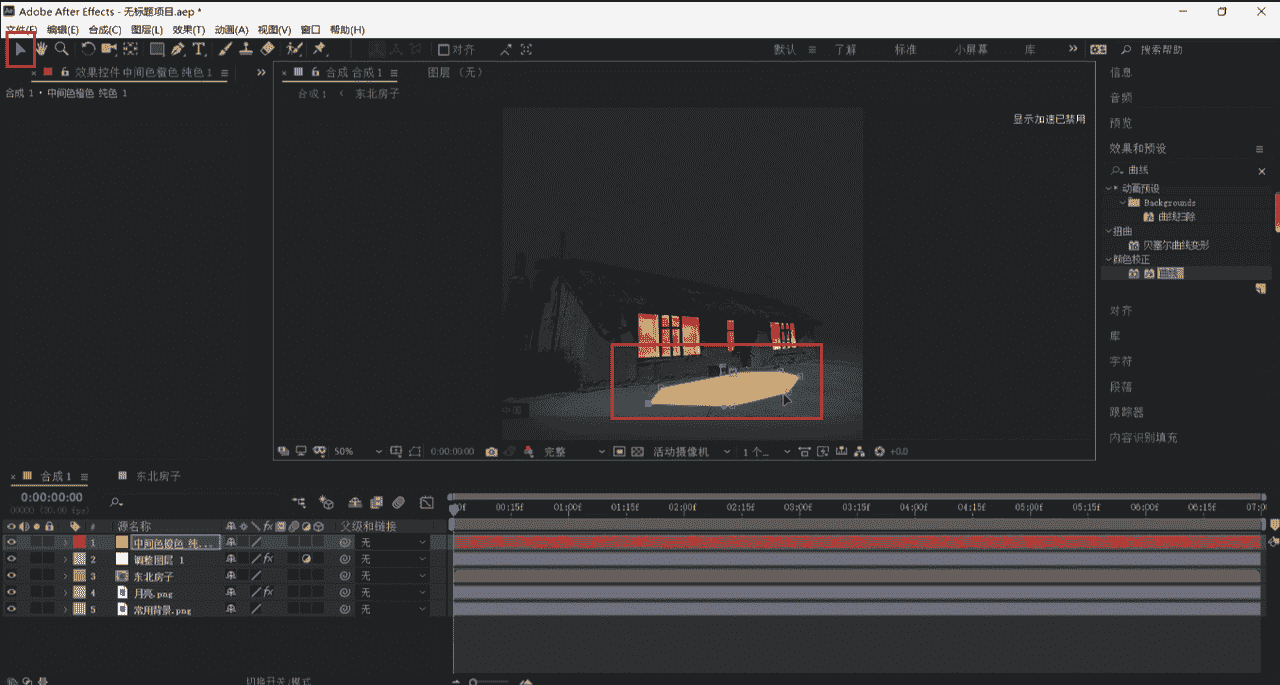 Adobe After Effects - 无标题项目.aep *
文件(F) 编辑(E) 合成(C) 图层(L) 效果(T) 动画(A) 视图(V) 窗口 帮助(H)
对齐 默认 了解 标准 小屏幕 库 搜索帮助
效果控件 中间色橙色 纯色 1
合成 合成 1
图层 （无）
合成 1 • 中间色橙色 纯色 1
合成 1 ‹ 东北房子
显示加速已禁用
信息
音频
预览
效果和预设
曲线
动画预设
Backgrounds
曲线扫除
扭曲
贝塞尔曲线变形
颜色校正
曲线
对齐
库
字符
段落
跟踪器
内容识别填充
中国
50% 0:00:00:00 完整 活动摄像机 1 个... +0.0
合成 1 东北房子
0:00:00:00
00000 (30.00 fps)
00:15f 01:00f 01:15f 02:00f 02:15f 03:00f 03:15f 04:00f 04:15f 05:00f 05:15f 06:00f 06:15f 07:0
# 源名称 fx 父级和链接
1 中间色橙色 纯... 无
2 调整图层 1 fx 无
3 东北房子 无
4 月亮.png fx 无
5 常用背景.png 无
切换开关/模式